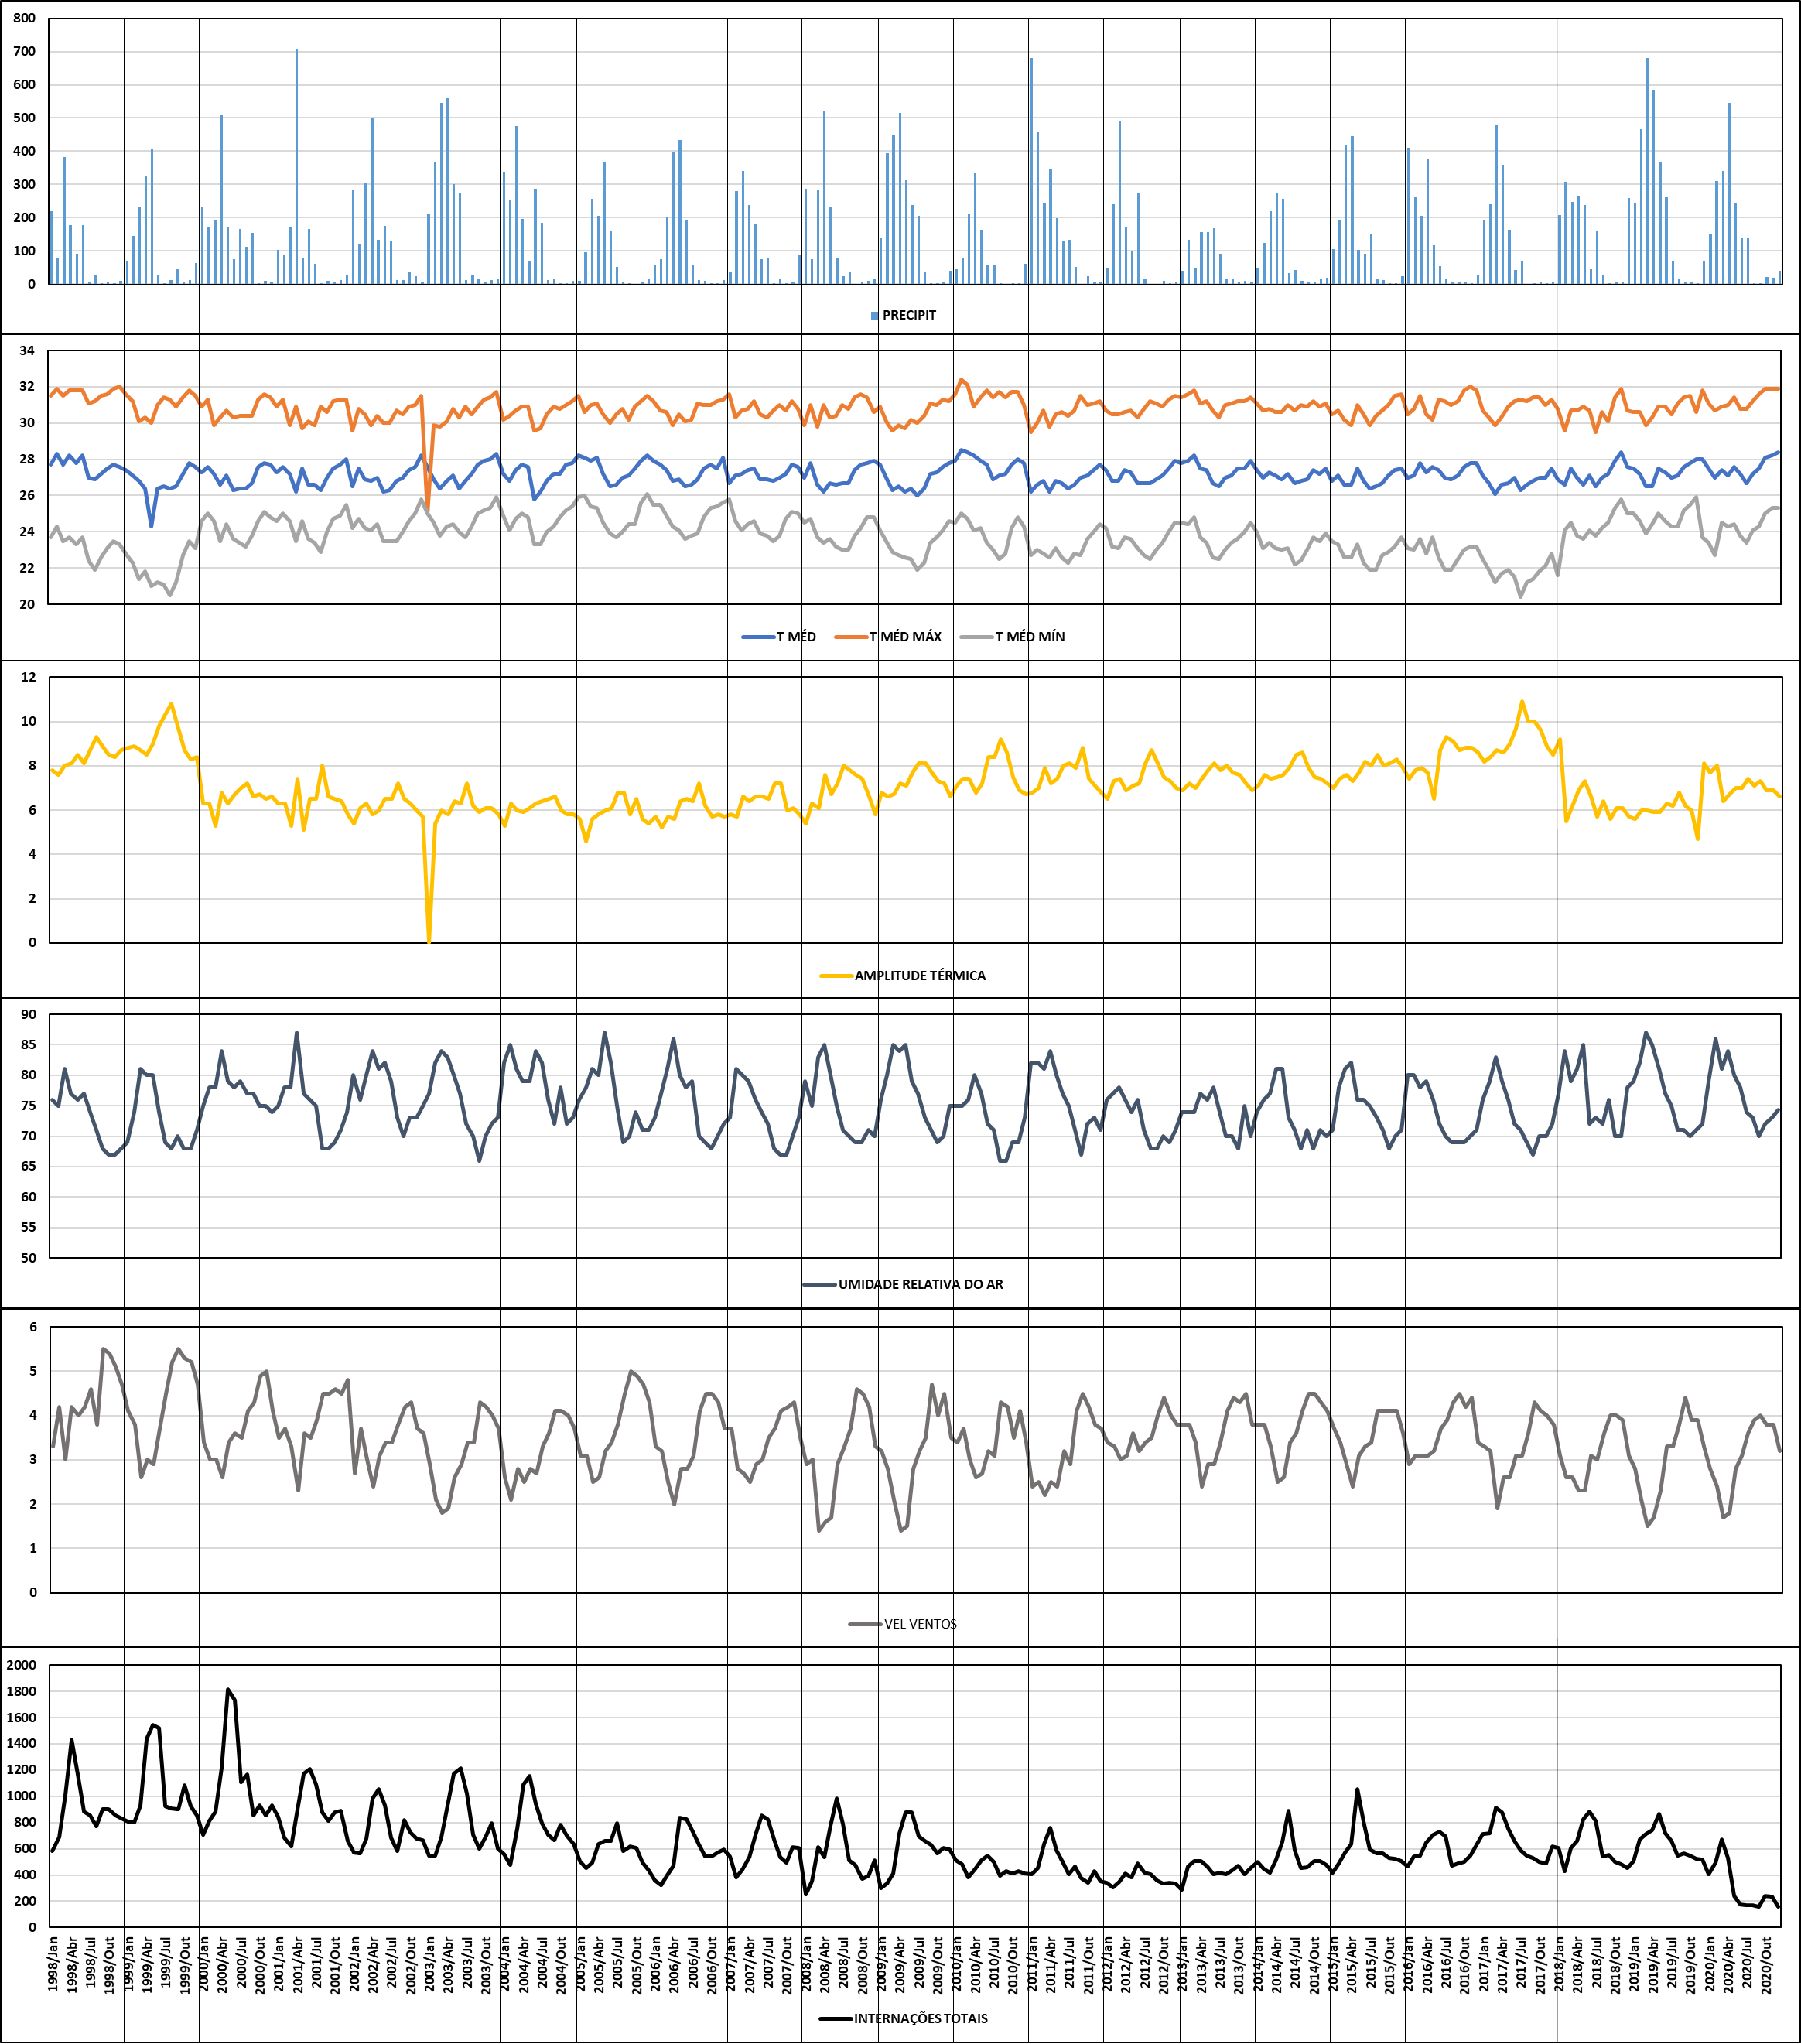 800
700
600
500
400
300
200
100
0
PRECIPIT
34
32
30
28
26
24
22
20
T MÉD T MÉD MÁX T MÉD MÍN
12
10
8
6
4
2
0
AMPLITUDE TÉRMICA
90
85
80
75
70
65
60
55
50
UMIDADE RELATIVA DO AR
6
5
4
3
2
1
0
VEL VENTOS
2000
1800
1600
1400
1200
1000
800
600
400
200
0
1998/Jan
1998/Abr
1998/Jul
1998/Out
1999/Jan
1999/Abr
1999/Jul
1999/Out
2000/Jan
2000/Abr
2000/Jul
2000/Out
2001/Jan
2001/Abr
2001/Jul
2001/Out
2002/Jan
2002/Abr
2002/Jul
2002/Out
2003/Jan
2003/Abr
2003/Jul
2003/Out
2004/Jan
2004/Abr
2004/Jul
2004/Out
2005/Jan
2005/Abr
2005/Jul
2005/Out
2006/Jan
2006/Abr
2006/Jul
2006/Out
2007/Jan
2007/Abr
2007/Jul
2007/Out
2008/Jan
2008/Abr
2008/Jul
2008/Out
2009/Jan
2009/Abr
2009/Jul
2009/Out
2010/Jan
2010/Abr
2010/Jul
2010/Out
2011/Jan
2011/Abr
2011/Jul
2011/Out
2012/Jan
2012/Abr
2012/Jul
2012/Out
2013/Jan
2013/Abr
2013/Jul
2013/Out
2014/Jan
2014/Abr
2014/Jul
2014/Out
2015/Jan
2015/Abr
2015/Jul
2015/Out
2016/Jan
2016/Abr
2016/Jul
2016/Out
2017/Jan
2017/Abr
2017/Jul
2017/Out
2018/Jan
2018/Abr
2018/Jul
2018/Out
2019/Jan
2019/Abr
2019/Jul
2019/Out
2020/Jan
2020/Abr
2020/Jul
2020/Out
INTERNAÇÕES TOTAIS